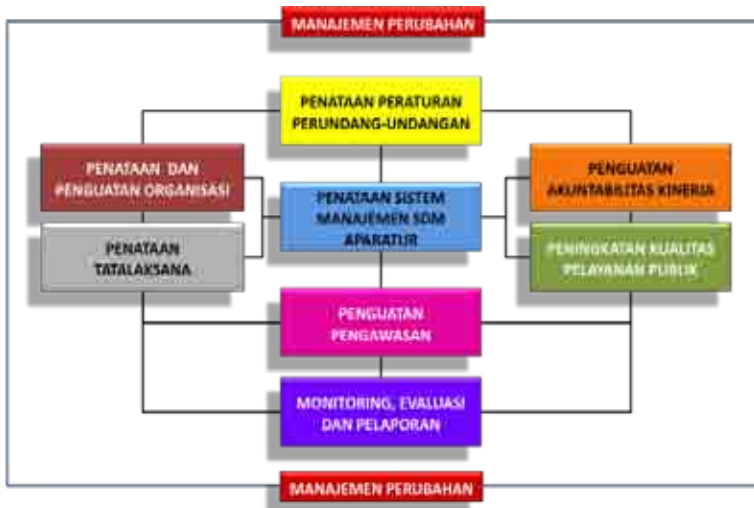 MANAJEMEN PERUBAHAN
PENATAAN PERATURAN
PERUNDANG-UNDANGAN
PENATAAN DAN
PENGUATAN ORGANISASI
PENGUATAN
AKUNTABILITAS KINERJA
PENATAAN SISTEM
MANAJEMEN SDM
APARATUR
PENATAAN
TATALAKSANA
PENINGKATAN KUALITAS
PELAYANAN PUBLIK
PENGUATAN
PENGAWASAN
MONITORING, EVALUASI
DAN PELAPORAN
MANAJEMEN PERUBAHAN